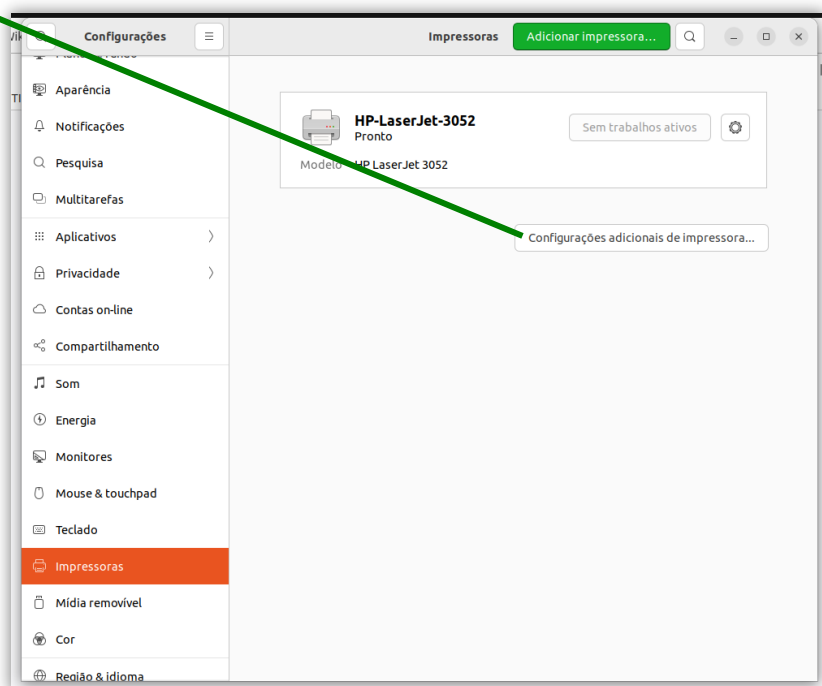 Configurações
Impressoras
Adicionar impressora...
Aparência
Notificações
Pesquisa
Multitarefas
Aplicativos
Privacidade
Contas on-line
Compartilhamento
Som
Energia
Monitores
Mouse & touchpad
Teclado
Impressoras
Mídia removível
Cor
Região & idioma
HP-LaserJet-3052
Pronto
Sem trabalhos ativos
Modelo HP LaserJet 3052
Configurações adicionais de impressora...